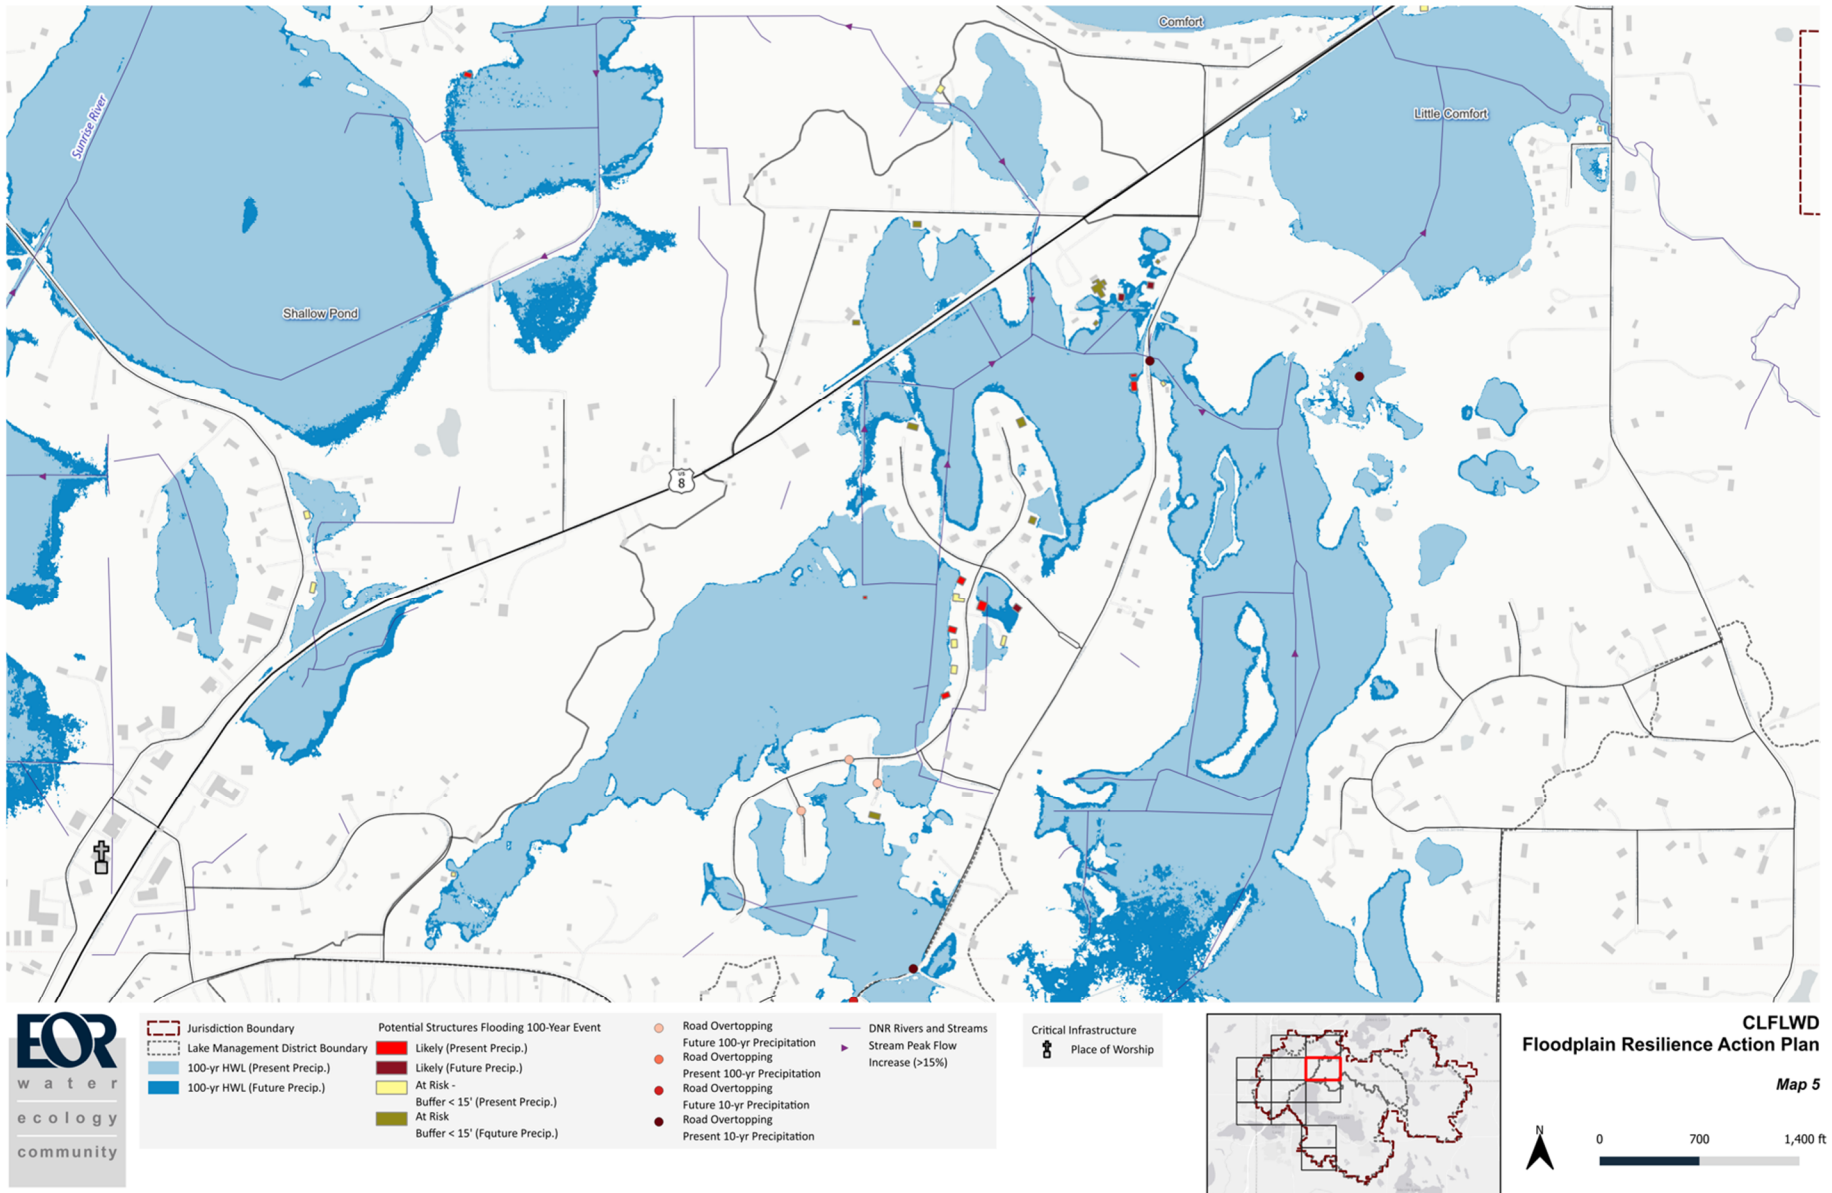 Comfort
Sunrise River
Little Comfort
Shallow Pond
US
8
EOR
water
ecology
community
Jurisdiction Boundary
Lake Management District Boundary
100-yr HWL (Present Precip.)
100-yr HWL (Future Precip.)
Potential Structures Flooding 100-Year Event
Likely (Present Precip.)
Likely (Future Precip.)
At Risk -
Buffer < 15' (Present Precip.)
At Risk
Buffer < 15' (Fquture Precip.)
Road Overtopping
Future 100-yr Precipitation
Road Overtopping
Present 100-yr Precipitation
Road Overtopping
Future 10-yr Precipitation
Road Overtopping
Present 10-yr Precipitation
DNR Rivers and Streams
Stream Peak Flow
Increase (>15%)
Critical Infrastructure
Place of Worship
CLFLWD
Floodplain Resilience Action Plan
Map 5
N
0 700 1,400 ft